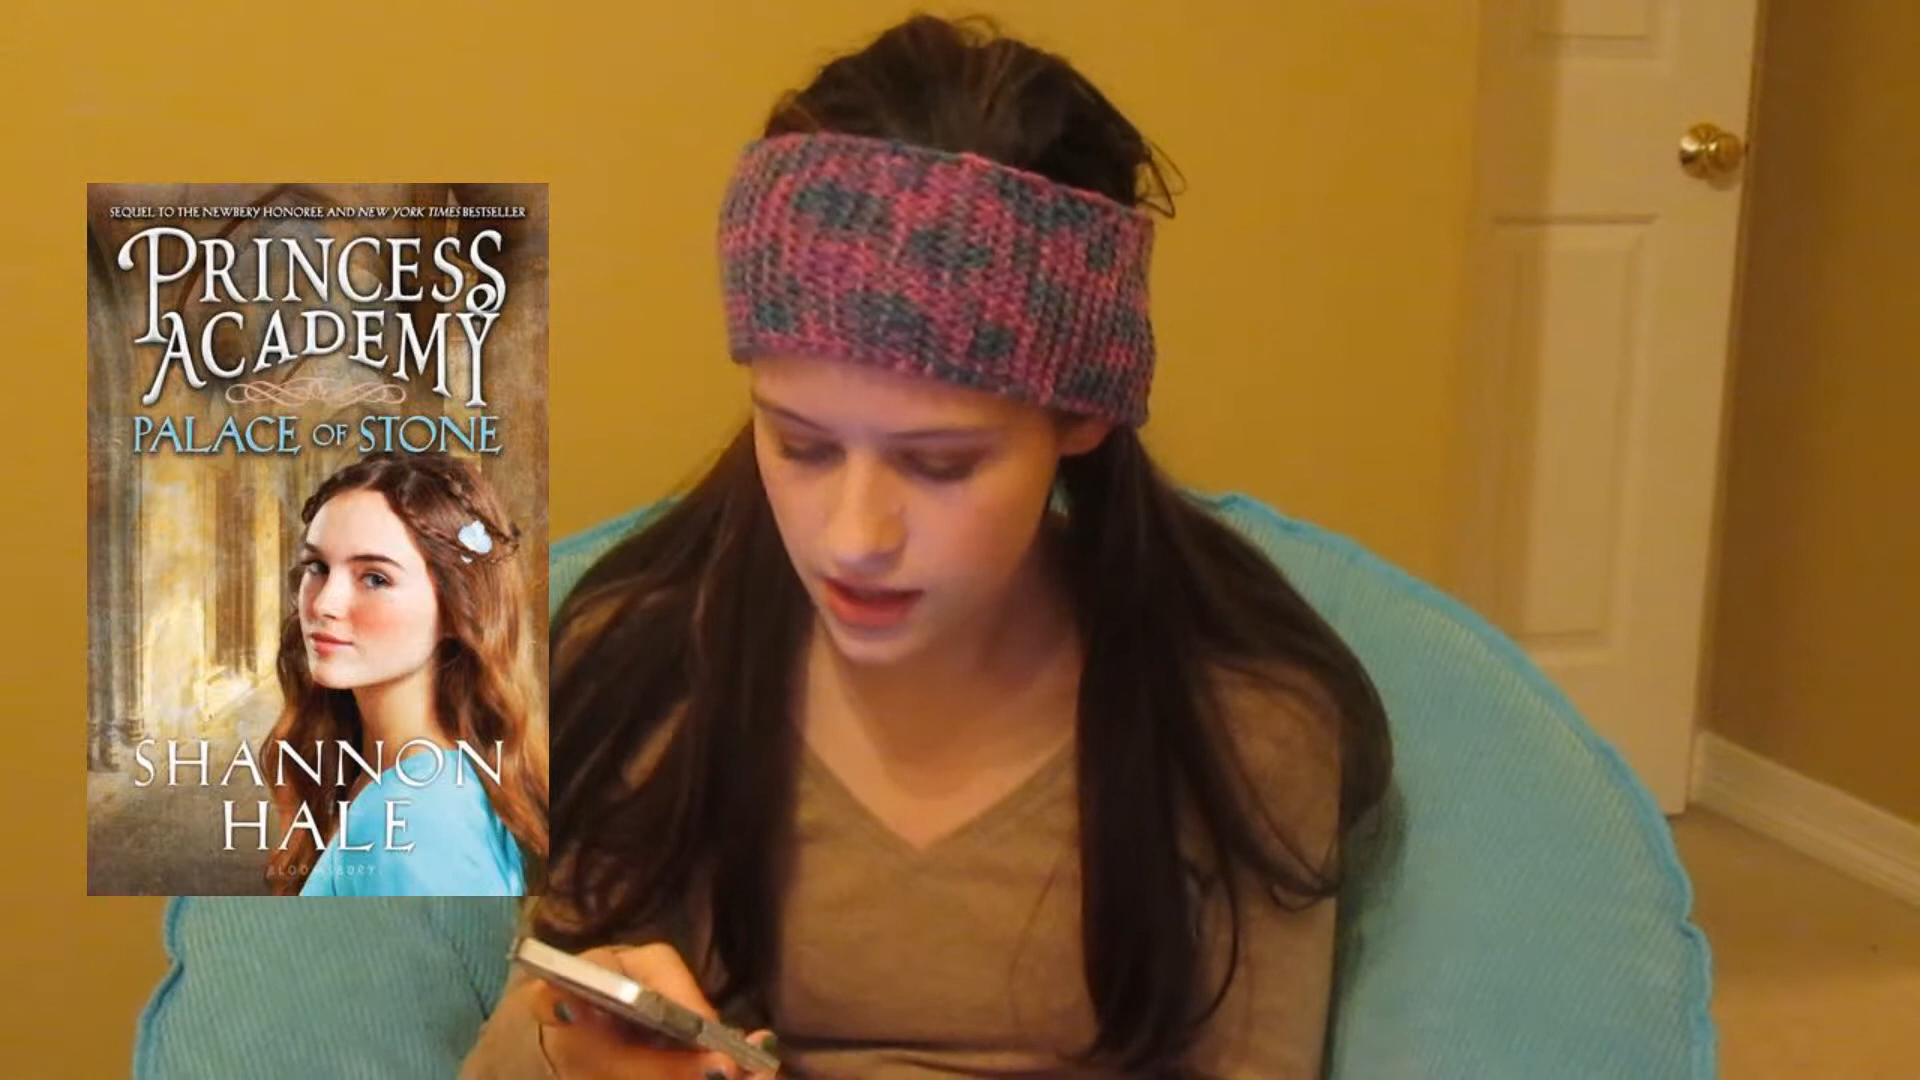 SEQUEL TO THE NEWBERY HONOREE AND NEW YORK TIMES BESTSELLER
PRINCESS
ACADEMY
PALACE OF STONE
SHANNON
HALE
BLOOMSBURY